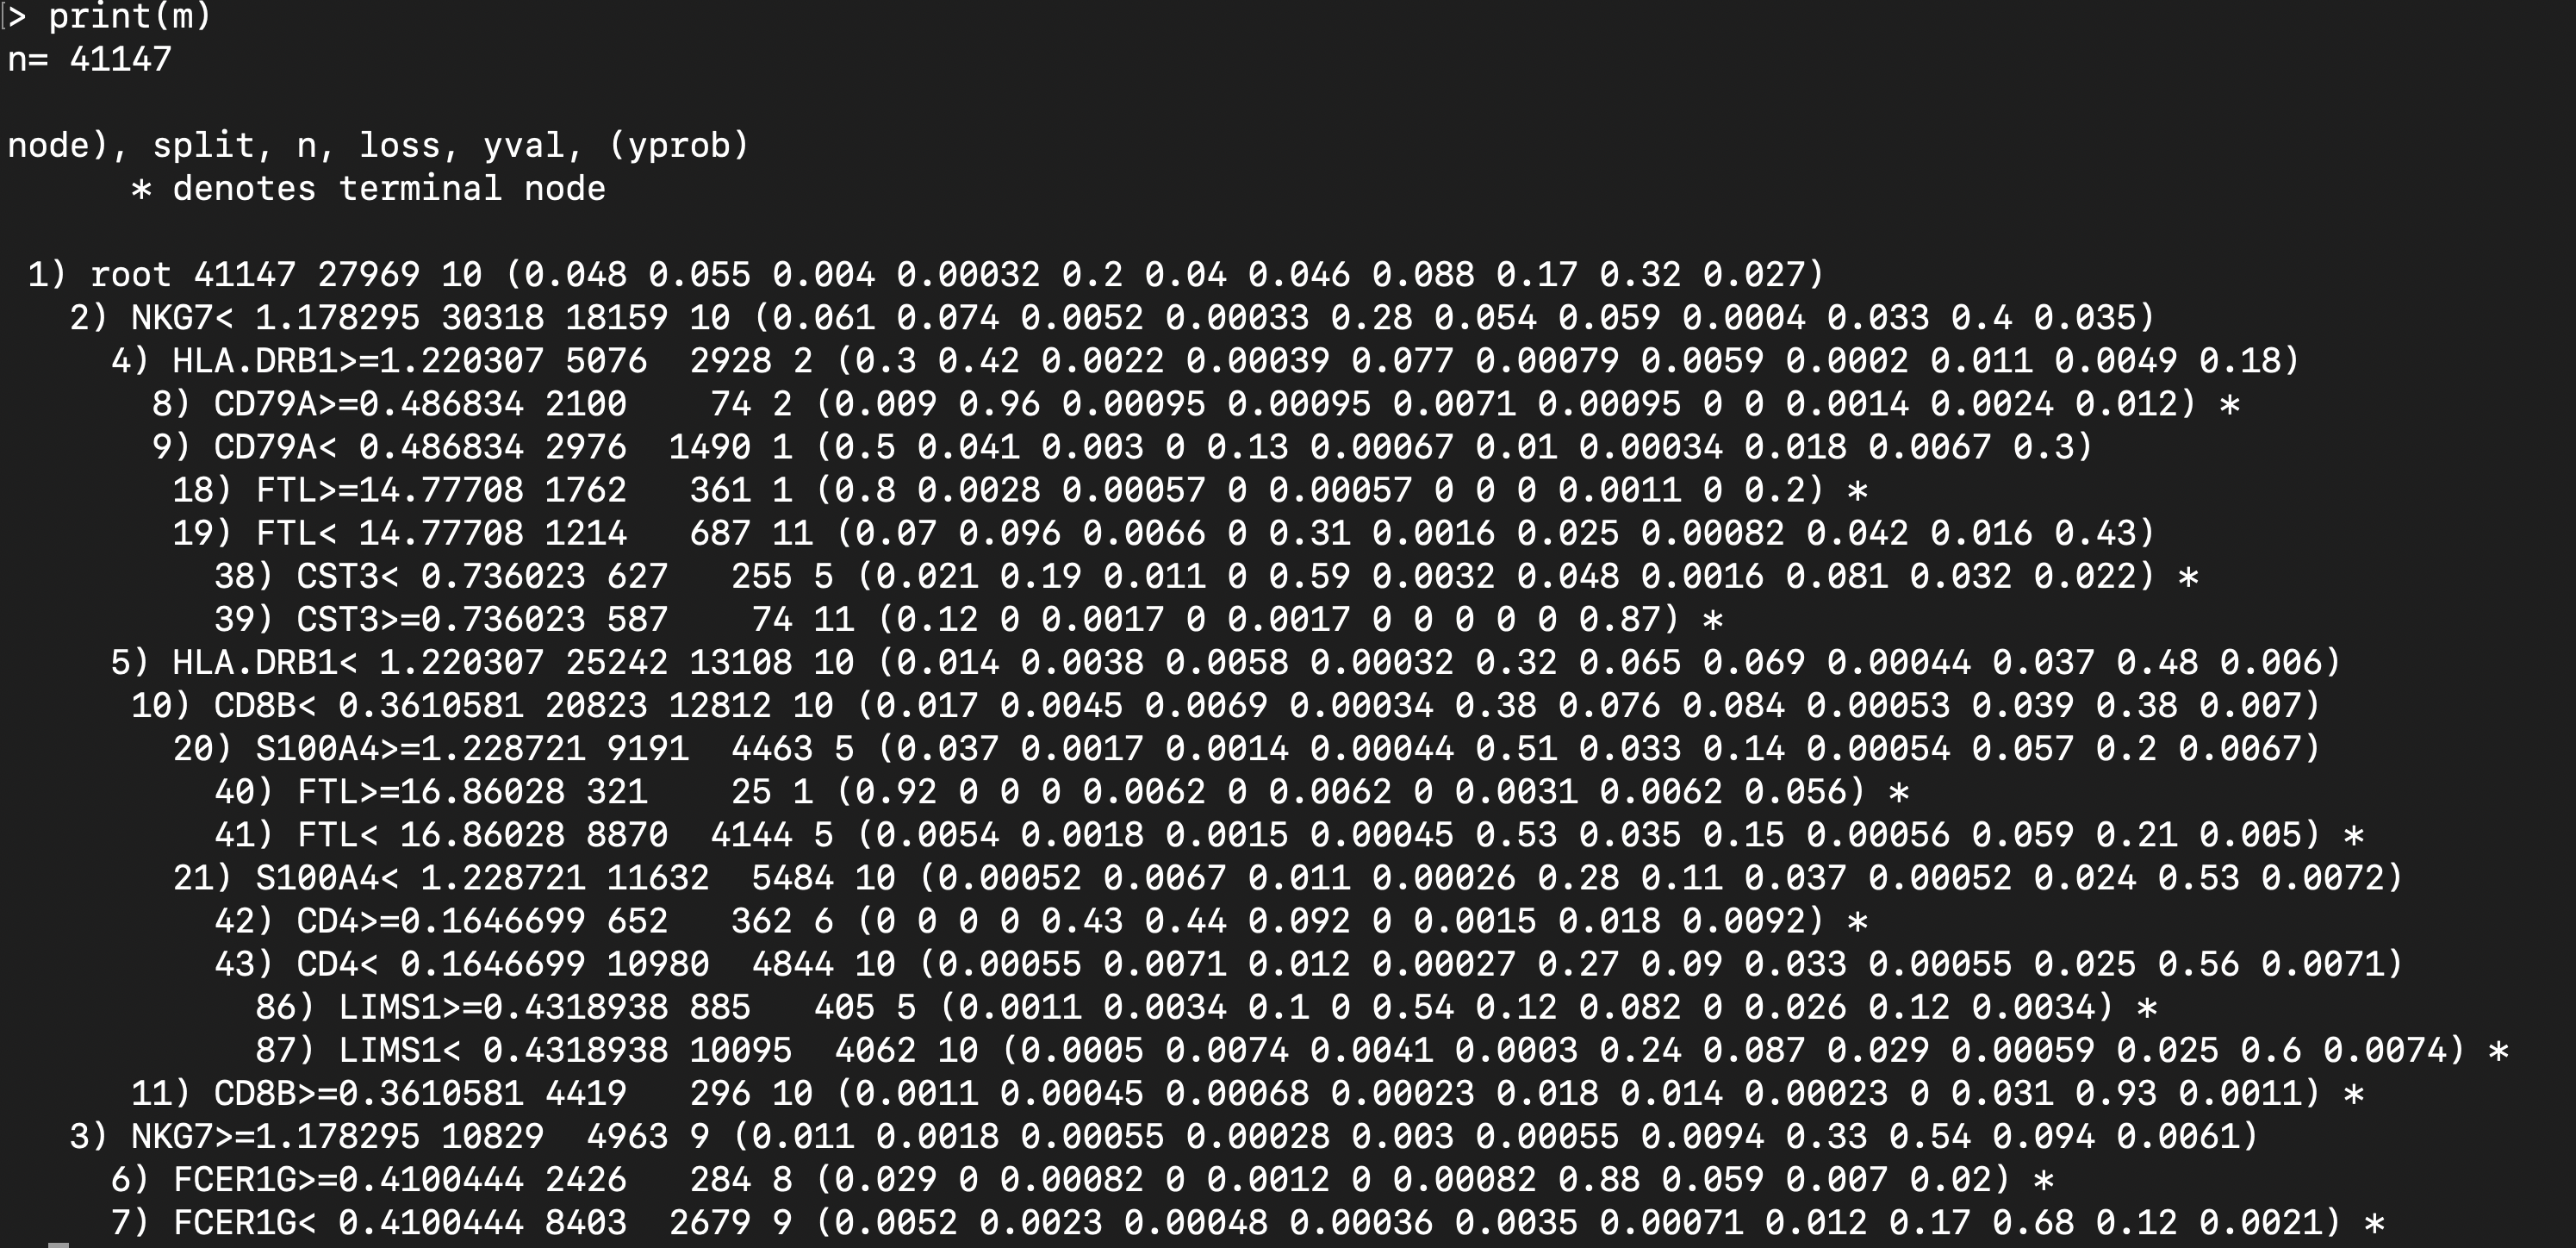 [> print(m)
n= 41147

node), split, n, loss, yval, (yprob)
      * denotes terminal node

 1) root 41147 27969 10 (0.048 0.055 0.004 0.00032 0.2 0.04 0.046 0.088 0.17 0.32 0.027)
   2) NKG7< 1.178295 30318 18159 10 (0.061 0.074 0.0052 0.00033 0.28 0.054 0.059 0.0004 0.033 0.4 0.035)
     4) HLA.DRB1>=1.220307 5076  2928 2 (0.3 0.42 0.0022 0.00039 0.077 0.00079 0.0059 0.0002 0.011 0.0049 0.18)
       8) CD79A>=0.486834 2100    74 2 (0.009 0.96 0.00095 0.00095 0.0071 0.00095 0 0 0.0014 0.0024 0.012) *
       9) CD79A< 0.486834 2976  1490 1 (0.5 0.041 0.003 0 0.13 0.00067 0.01 0.00034 0.018 0.0067 0.3)
        18) FTL>=14.77708 1762   361 1 (0.8 0.0028 0.00057 0 0.00057 0 0 0 0.0011 0 0.2) *
        19) FTL< 14.77708 1214   687 11 (0.07 0.096 0.0066 0 0.31 0.0016 0.025 0.00082 0.042 0.016 0.43)
          38) CST3< 0.736023 627   255 5 (0.021 0.19 0.011 0 0.59 0.0032 0.048 0.0016 0.081 0.032 0.022) *
          39) CST3>=0.736023 587    74 11 (0.12 0 0.0017 0 0.0017 0 0 0 0 0 0.87) *
     5) HLA.DRB1< 1.220307 25242 13108 10 (0.014 0.0038 0.0058 0.00032 0.32 0.065 0.069 0.00044 0.037 0.48 0.006)
      10) CD8B< 0.3610581 20823 12812 10 (0.017 0.0045 0.0069 0.00034 0.38 0.076 0.084 0.00053 0.039 0.38 0.007)
        20) S100A4>=1.228721 9191  4463 5 (0.037 0.0017 0.0014 0.00044 0.51 0.033 0.14 0.00054 0.057 0.2 0.0067)
          40) FTL>=16.86028 321    25 1 (0.92 0 0 0 0.0062 0 0.0062 0 0.0031 0.0062 0.056) *
          41) FTL< 16.86028 8870  4144 5 (0.0054 0.0018 0.0015 0.00045 0.53 0.035 0.15 0.00056 0.059 0.21 0.005) *
        21) S100A4< 1.228721 11632  5484 10 (0.00052 0.0067 0.011 0.00026 0.28 0.11 0.037 0.00052 0.024 0.53 0.0072)
          42) CD4>=0.1646699 652   362 6 (0 0 0 0 0.43 0.44 0.092 0 0.0015 0.018 0.0092) *
          43) CD4< 0.1646699 10980  4844 10 (0.00055 0.0071 0.012 0.00027 0.27 0.09 0.033 0.00055 0.025 0.56 0.0071)
            86) LIMS1>=0.4318938 885   405 5 (0.0011 0.0034 0.1 0 0.54 0.12 0.082 0 0.026 0.12 0.0034) *
            87) LIMS1< 0.4318938 10095  4062 10 (0.0005 0.0074 0.0041 0.0003 0.24 0.087 0.029 0.00059 0.025 0.6 0.0074) *
      11) CD8B>=0.3610581 4419   296 10 (0.0011 0.00045 0.00068 0.00023 0.018 0.014 0.00023 0 0.031 0.93 0.0011) *
   3) NKG7>=1.178295 10829  4963 9 (0.011 0.0018 0.00055 0.00028 0.003 0.00055 0.0094 0.33 0.54 0.094 0.0061)
     6) FCER1G>=0.4100444 2426   284 8 (0.029 0 0.00082 0 0.0012 0 0.00082 0.88 0.059 0.007 0.02) *
     7) FCER1G< 0.4100444 8403  2679 9 (0.0052 0.0023 0.00048 0.00036 0.0035 0.00071 0.012 0.17 0.68 0.12 0.0021) *